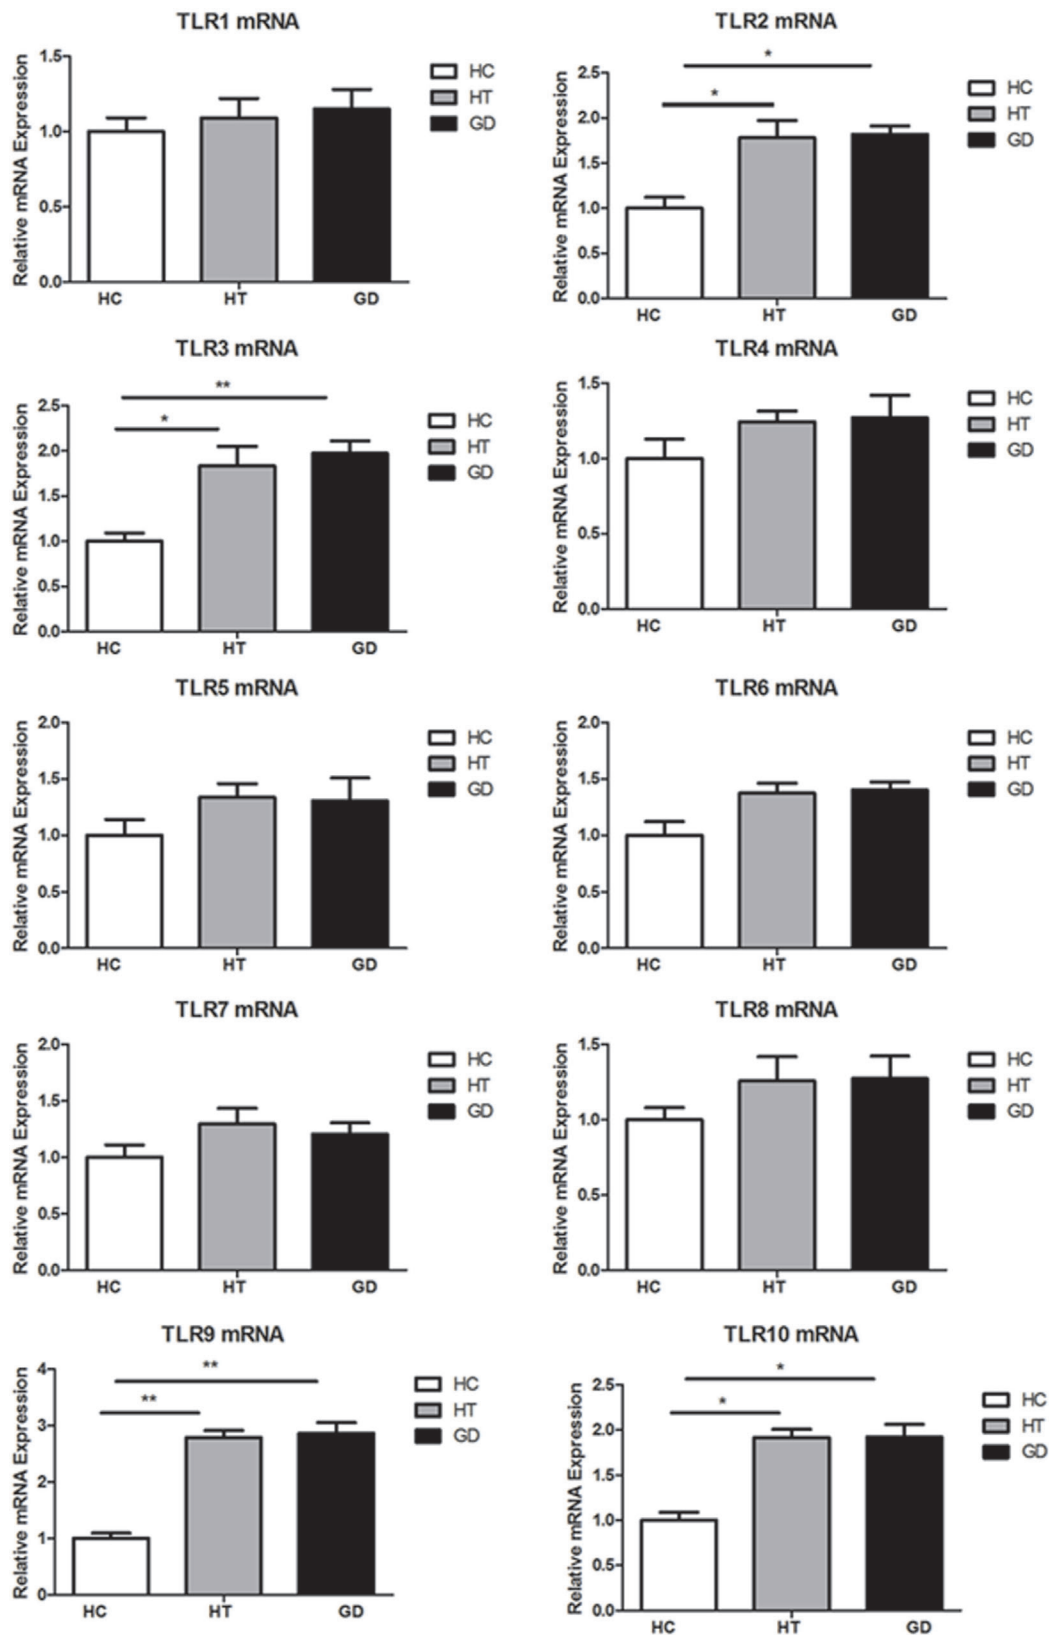 TLR1 mRNA
Relative mRNA Expression
1.5
1.0
0.5
0.0
HC
HT
GD
HC
HT
GD
TLR2 mRNA
Relative mRNA Expression
2.5
2.0
1.5
1.0
0.5
0.0
*
*
HC
HT
GD
HC
HT
GD
TLR3 mRNA
Relative mRNA Expression
2.5
2.0
1.5
1.0
0.5
0.0
**
*
HC
HT
GD
HC
HT
GD
TLR4 mRNA
Relative mRNA Expression
1.5
1.0
0.5
0.0
HC
HT
GD
HC
HT
GD
TLR5 mRNA
Relative mRNA Expression
2.0
1.5
1.0
0.5
0.0
HC
HT
GD
HC
HT
GD
TLR6 mRNA
Relative mRNA Expression
2.0
1.5
1.0
0.5
0.0
HC
HT
GD
HC
HT
GD
TLR7 mRNA
Relative mRNA Expression
2.0
1.5
1.0
0.5
0.0
HC
HT
GD
HC
HT
GD
TLR8 mRNA
Relative mRNA Expression
1.5
1.0
0.5
0.0
HC
HT
GD
HC
HT
GD
TLR9 mRNA
Relative mRNA Expression
4
3
2
1
0
**
**
HC
HT
GD
HC
HT
GD
TLR10 mRNA
Relative mRNA Expression
2.5
2.0
1.5
1.0
0.5
0.0
*
*
HC
HT
GD
HC
HT
GD